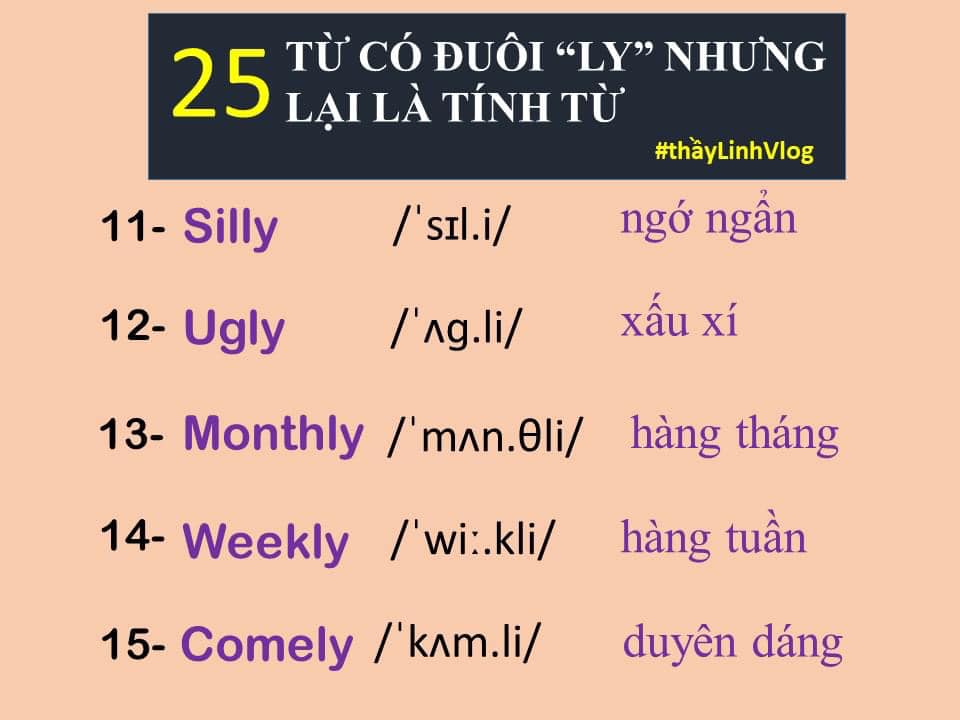 25 TỪ CÓ ĐUÔI “LY” NHƯNG
LẠI LÀ TÍNH TỪ
#thầyLinhVlog
11- Silly /ˈsɪl.i/ ngớ ngẩn
12- Ugly /ˈʌɡ.li/ xấu xí
13- Monthly /ˈmʌn.θli/ hàng tháng
14- Weekly /ˈwiː.kli/ hàng tuần
15- Comely /ˈkʌm.li/ duyên dáng